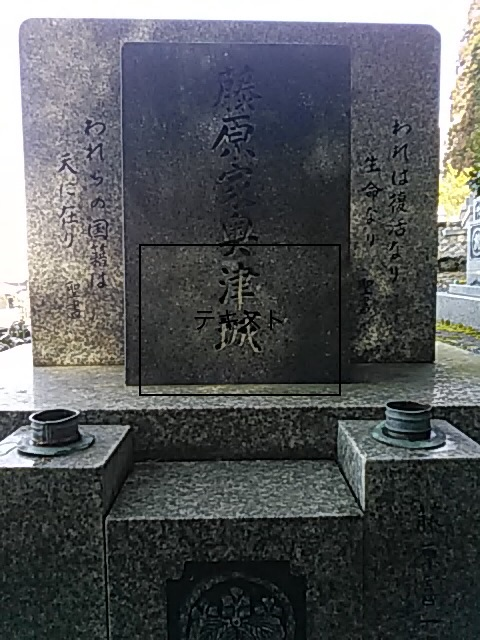 われは復活なり
生命なり
聖書
藤原家奥津城
テキスト
われらの国籍は
天に在り
聖書